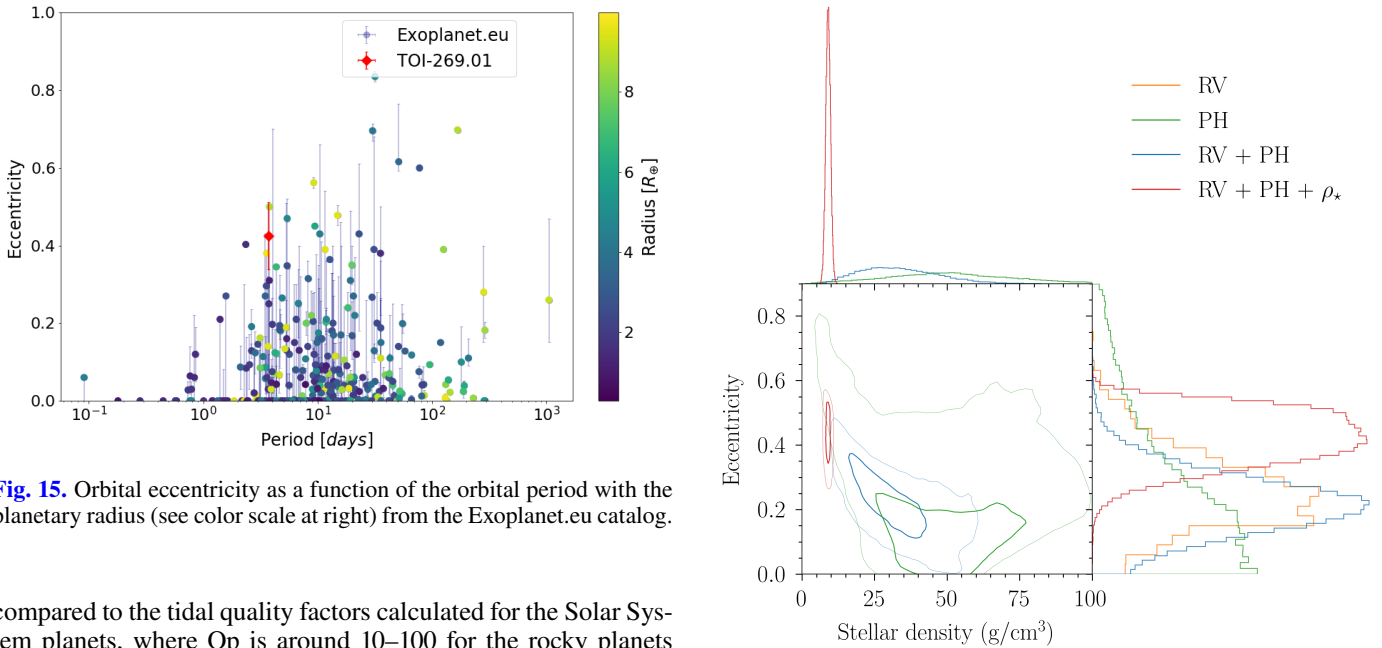 1.0
0.8
0.6
0.4
0.2
0.0
Eccentricity
10−1
100
101
102
103
Period [days]
Exoplanet.eu
TOI-269.01
8
6
4
2
Radius [R⊕]
Fig. 15. Orbital eccentricity as a function of the orbital period with the
planetary radius (see color scale at right) from the Exoplanet.eu catalog.
compared to the tidal quality factors calculated for the Solar Sys-
tem planets, where Qp is around 10–100 for the rocky planets
RV
PH
RV + PH
RV + PH + ρ⋆
0.8
0.6
0.4
0.2
0.0
Eccentricity
0
25
50
75
100
Stellar density (g/cm3)